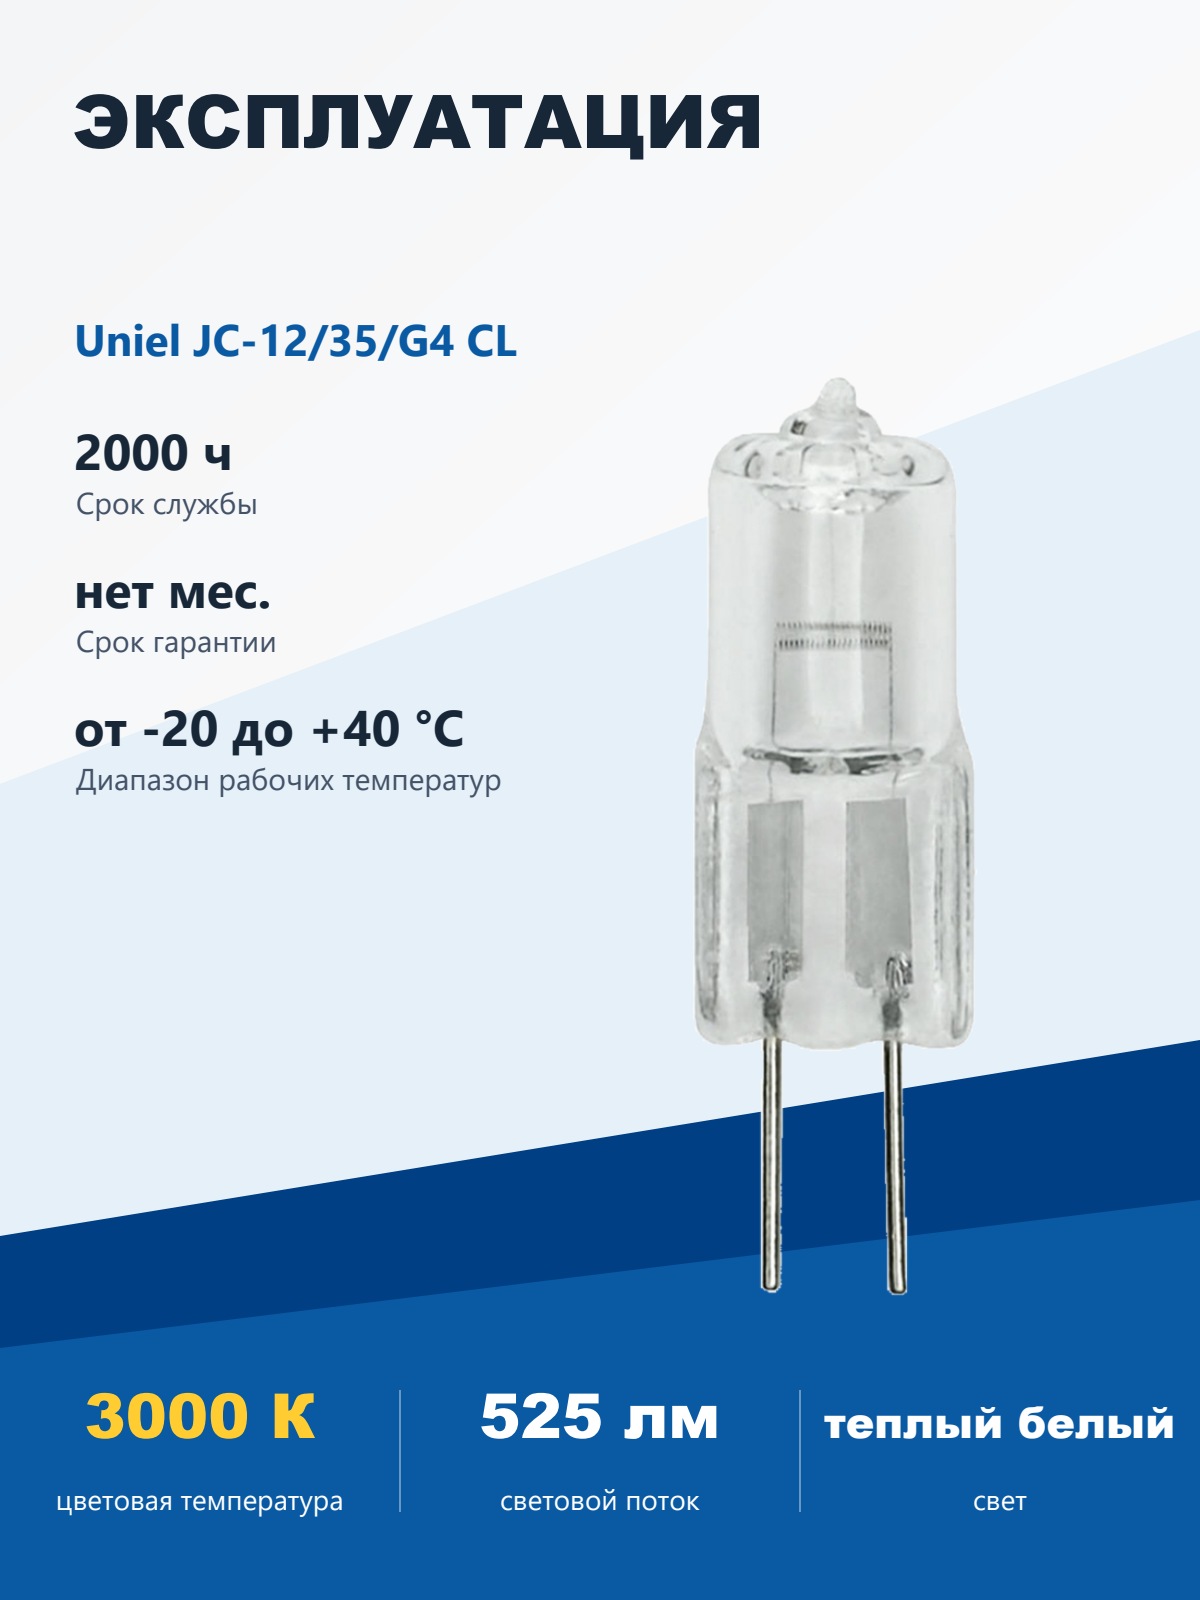 ЭКСПЛУАТАЦИЯ
Uniel JC-12/35/G4 CL
2000 ч
Срок службы
нет мес.
Срок гарантии
от -20 до +40 °С
Диапазон рабочих температур
3000 К
цветовая температура
525 лм
световой поток
теплый белый
свет